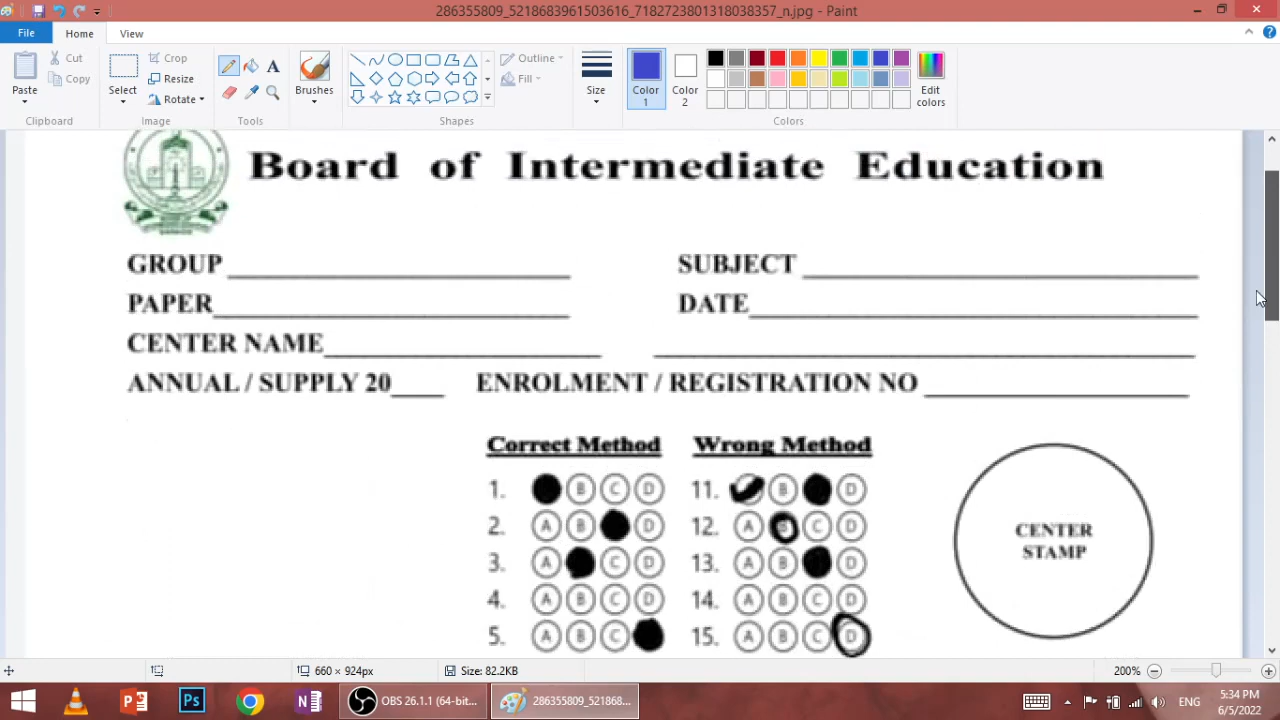 286355809_5218683961503616_7182723801318038357_n.jpg - Paint
File Home View
Paste Cut Copy Clipboard
Select Crop Resize Rotate Image
A Tools
Brushes
Outline Fill Shapes
Size
Color 1 Color 2 Edit colors Colors
Board of Intermediate Education
GROUP SUBJECT
PAPER DATE
CENTER NAME
ANNUAL / SUPPLY 20____ ENROLMENT / REGISTRATION NO
Correct Method Wrong Method
1. B C D 11. B D
2. A B D 12. A B C D
3. A C D 13. A B D
4. A B C D 14. A B C D
5. A B C 15. A B C D
CENTER STAMP
660 × 924px Size: 82.2KB 200%
OBS 26.1.1 (64-bit... 286355809_521868... ENG 5:34 PM
6/5/2022